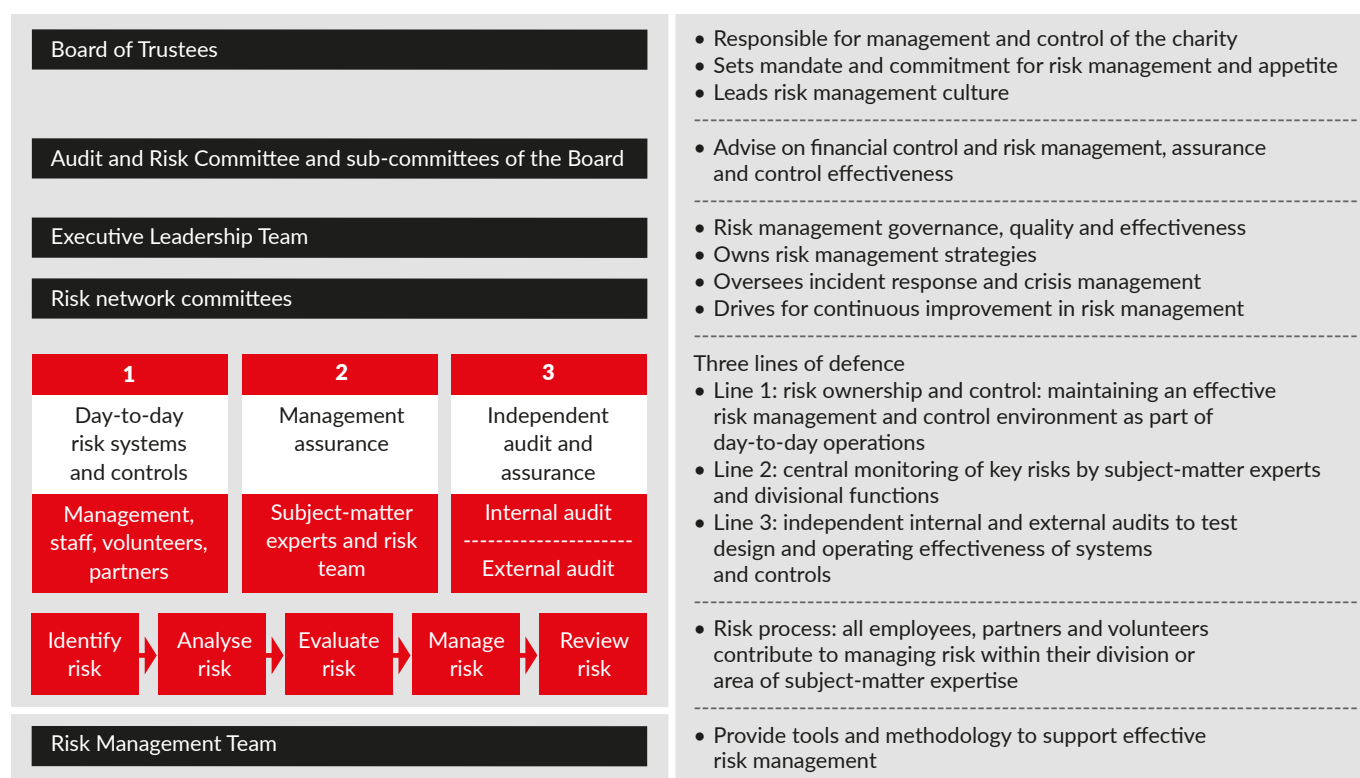 Board of Trustees
• Responsible for management and control of the charity
• Sets mandate and commitment for risk management and appetite
• Leads risk management culture
Audit and Risk Committee and sub-committees of the Board
• Advise on financial control and risk management, assurance
and control effectiveness
Executive Leadership Team
Risk network committees
• Risk management governance, quality and effectiveness
• Owns risk management strategies
• Oversees incident response and crisis management
• Drives for continuous improvement in risk management
1
Day-to-day
risk systems
and controls
Management,
staff, volunteers,
partners
2
Management
assurance
Subject-matter
experts and risk
team
3
Independent
audit and
assurance
Internal audit
External audit
Three lines of defence
• Line 1: risk ownership and control: maintaining an effective
risk management and control environment as part of
day-to-day operations
• Line 2: central monitoring of key risks by subject-matter experts
and divisional functions
• Line 3: independent internal and external audits to test
design and operating effectiveness of systems
and controls
Identify
risk
Analyse
risk
Evaluate
risk
Manage
risk
Review
risk
• Risk process: all employees, partners and volunteers
contribute to managing risk within their division or
area of subject-matter expertise
Risk Management Team
• Provide tools and methodology to support effective
risk management